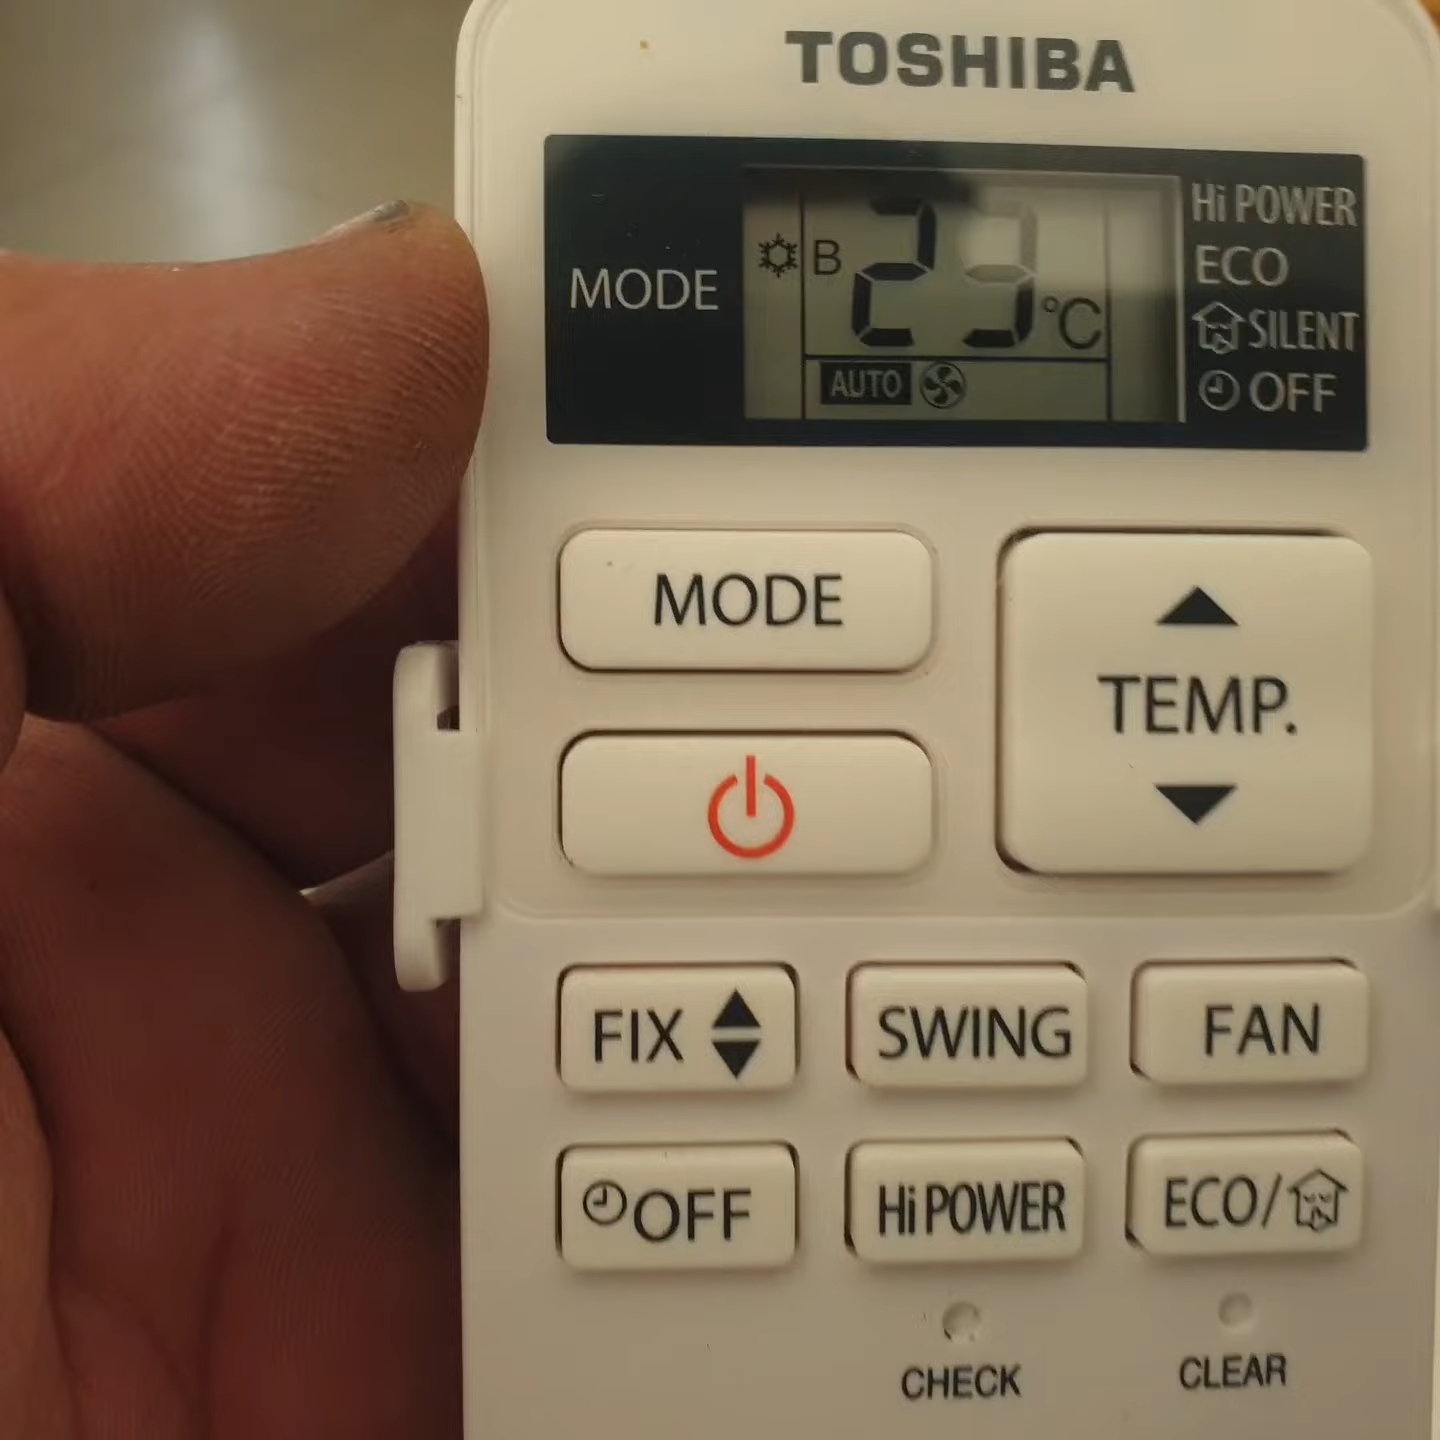 TOSHIBA
MODE
B 23 °C
AUTO
Hi POWER
ECO
SILENT
OFF
MODE
TEMP.
FIX
SWING
FAN
OFF
Hi POWER
ECO/
CHECK
CLEAR